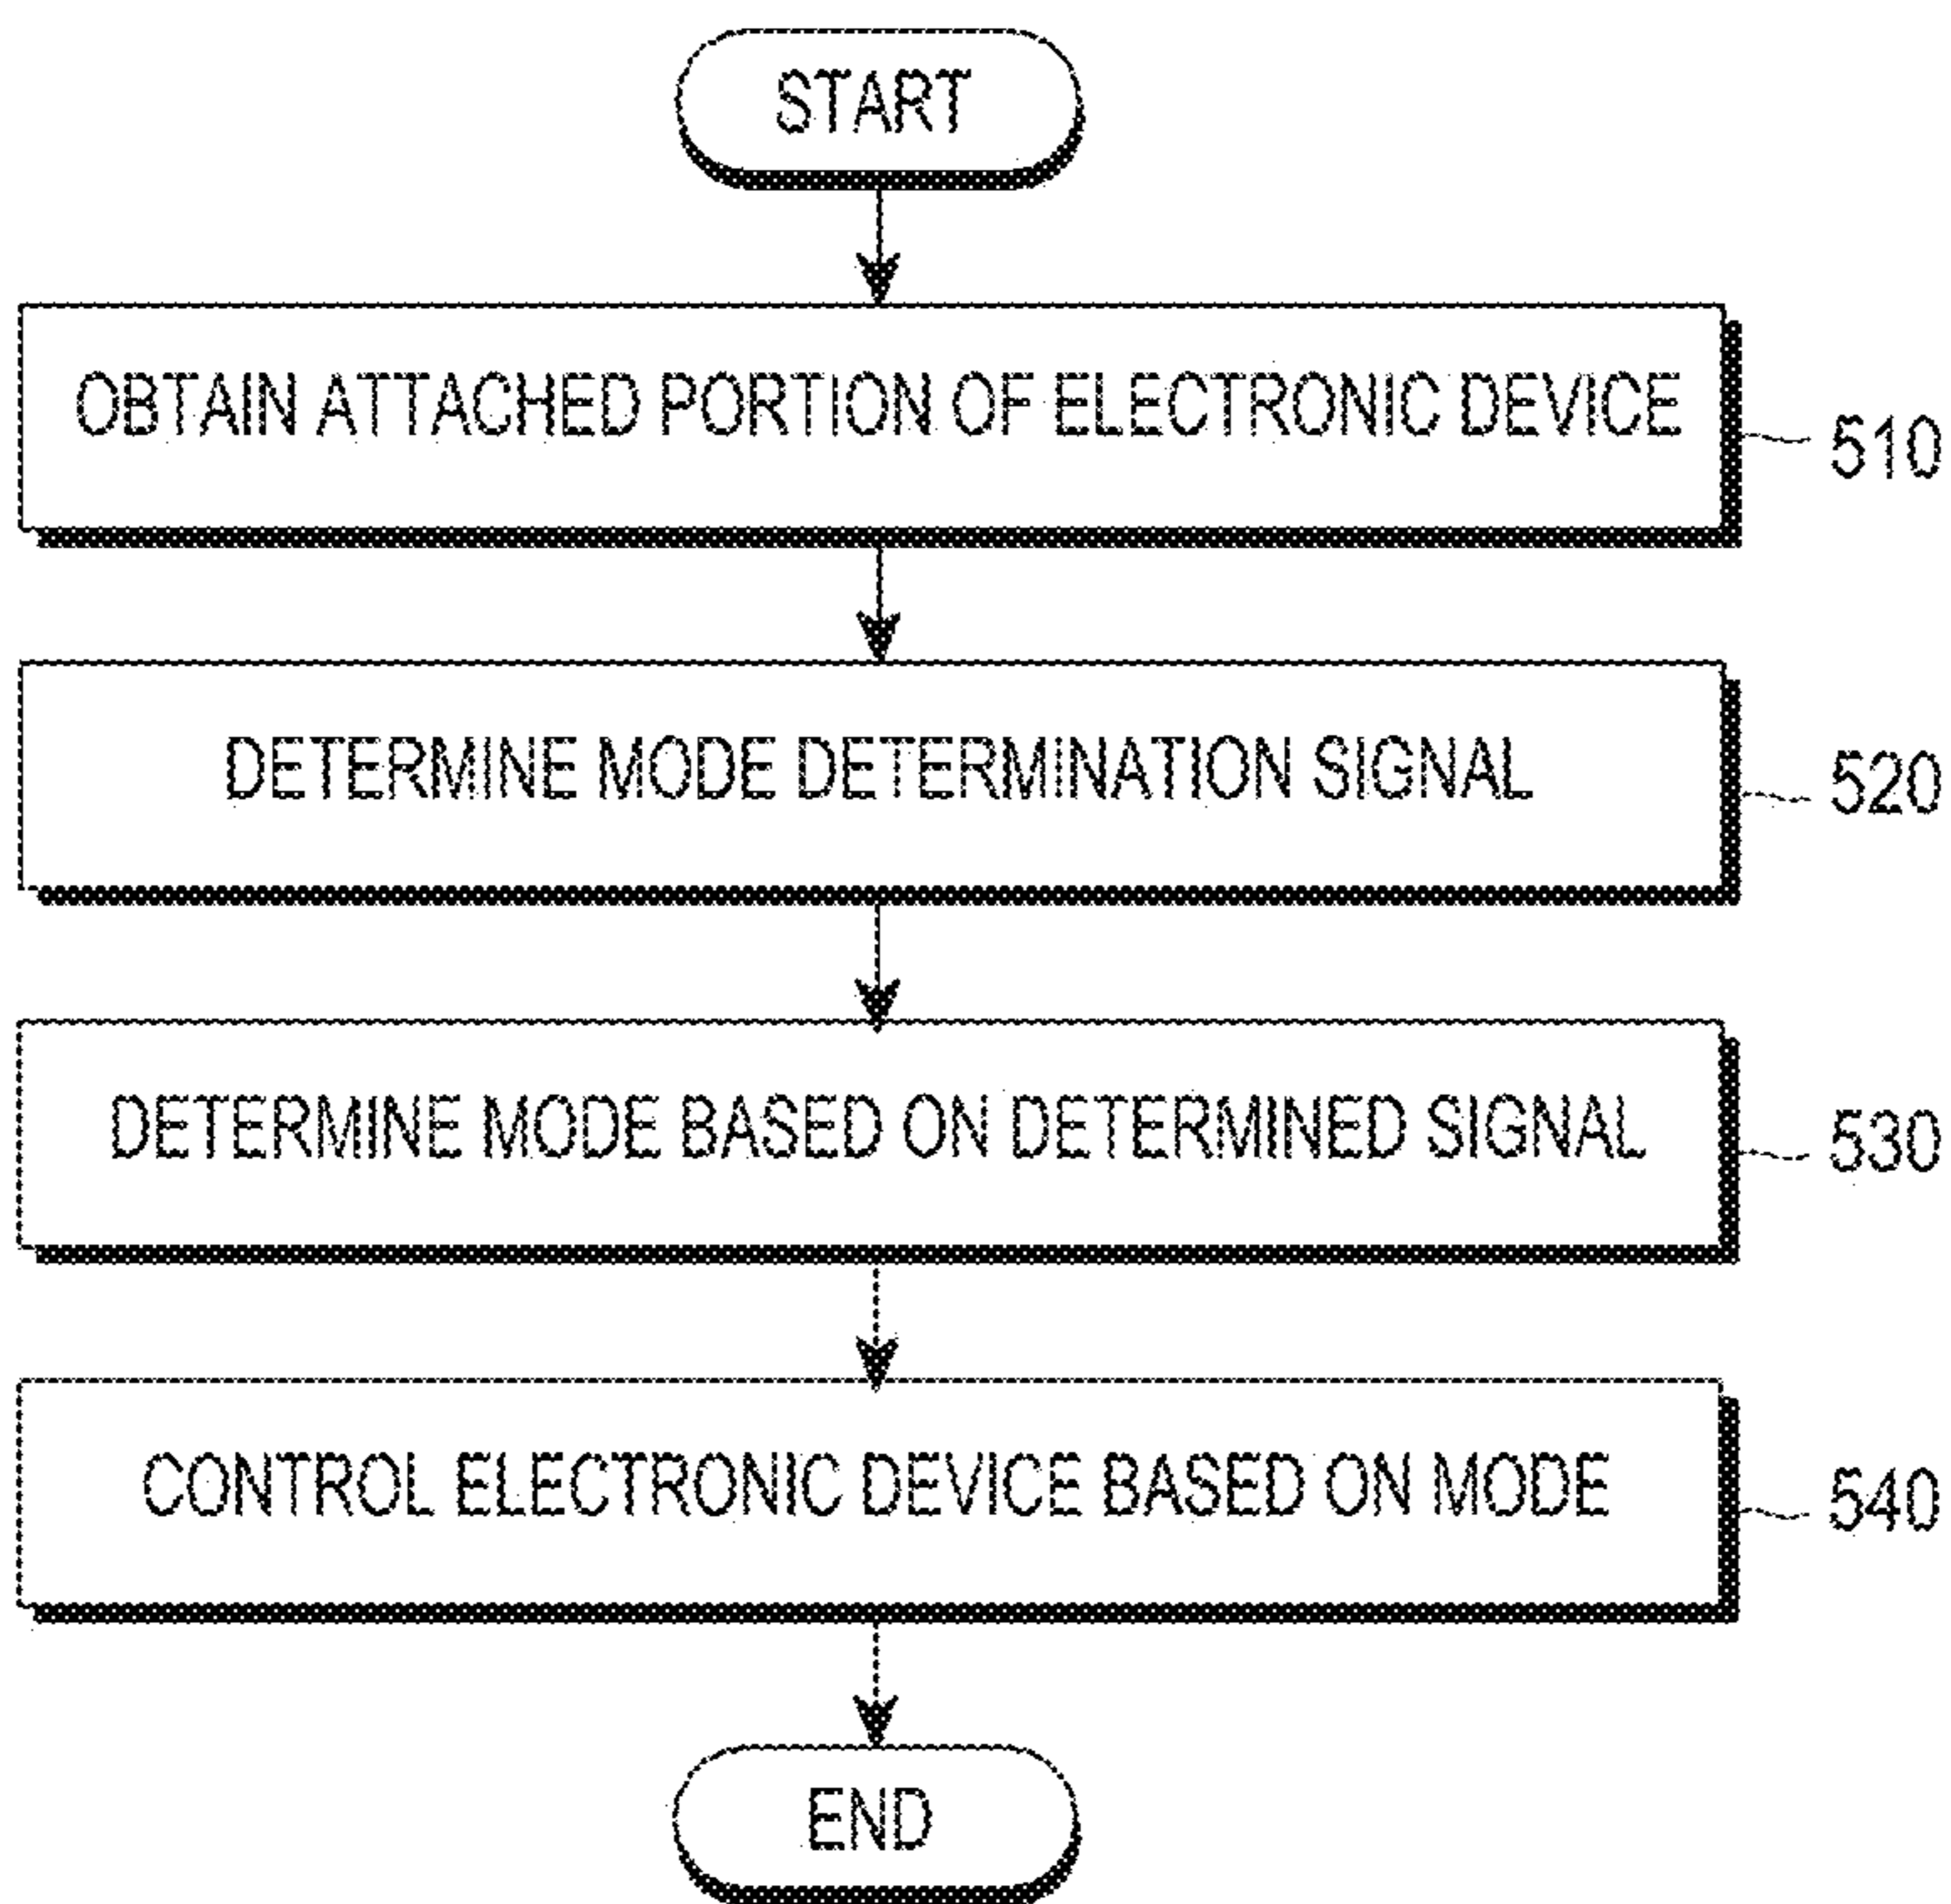 START
OBTAIN ATTACHED PORTION OF ELECTRONIC DEVICE
510
DETERMINE MODE DETERMINATION SIGNAL
520
DETERMINE MODE BASED ON DETERMINED SIGNAL
530
CONTROL ELECTRONIC DEVICE BASED ON MODE
540
END